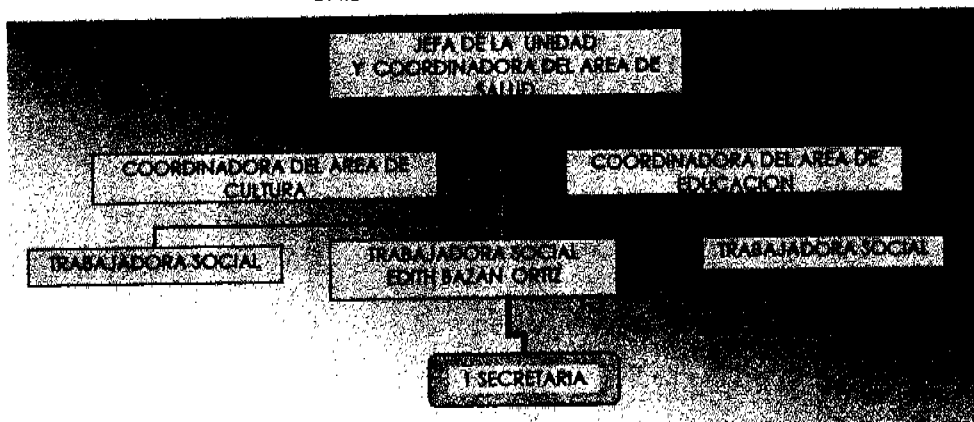 JEFA DE LA UNIDAD
Y COORDINADORA DEL AREA DE
SALUD
COORDINADORA DEL AREA DE
CULTURA
COORDINADORA DEL AREA DE
EDUCACION
TRABAJADORA SOCIAL
TRABAJADORA SOCIAL
EDITH BAZAN ORTIZ
TRABAJADORA SOCIAL
1 SECRETARIA